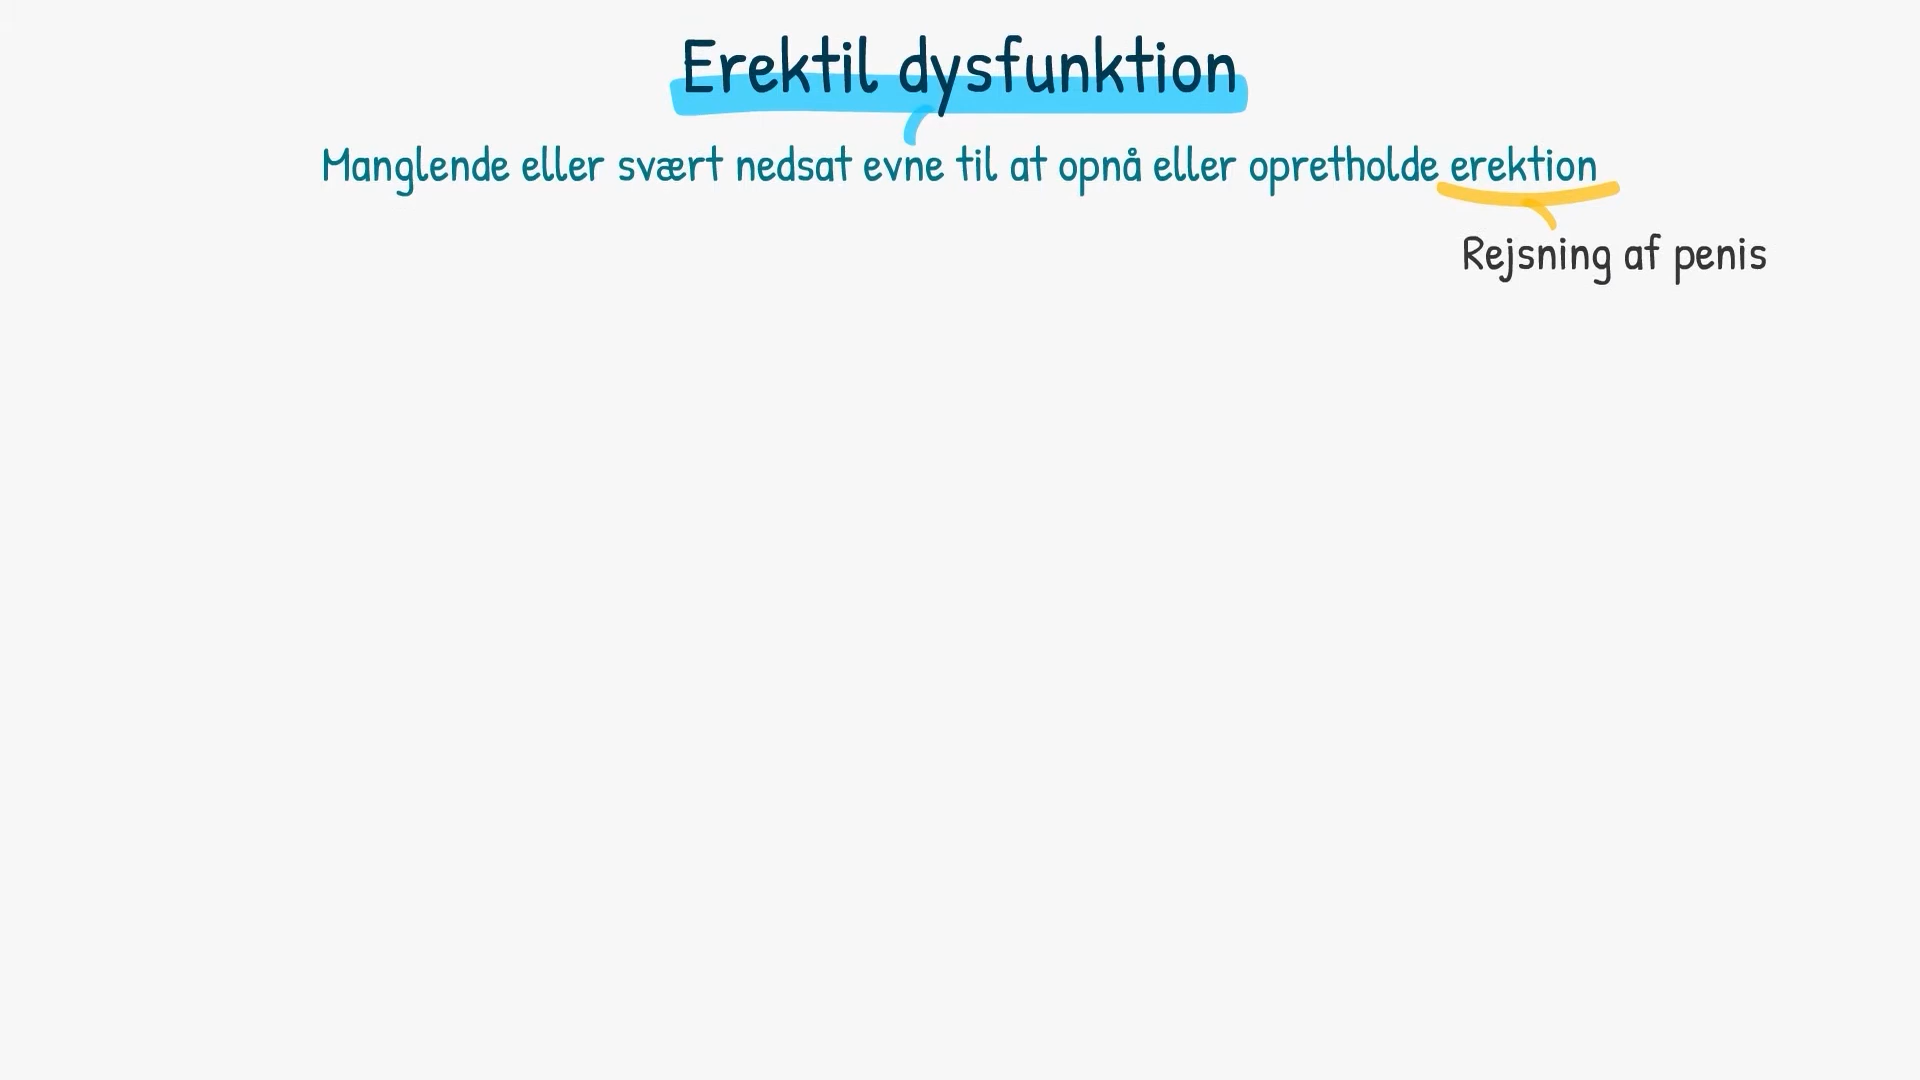 Erektil dysfunktion
Manglende eller svært nedsat evne til at opnå eller opretholde erektion
Rejsning af penis